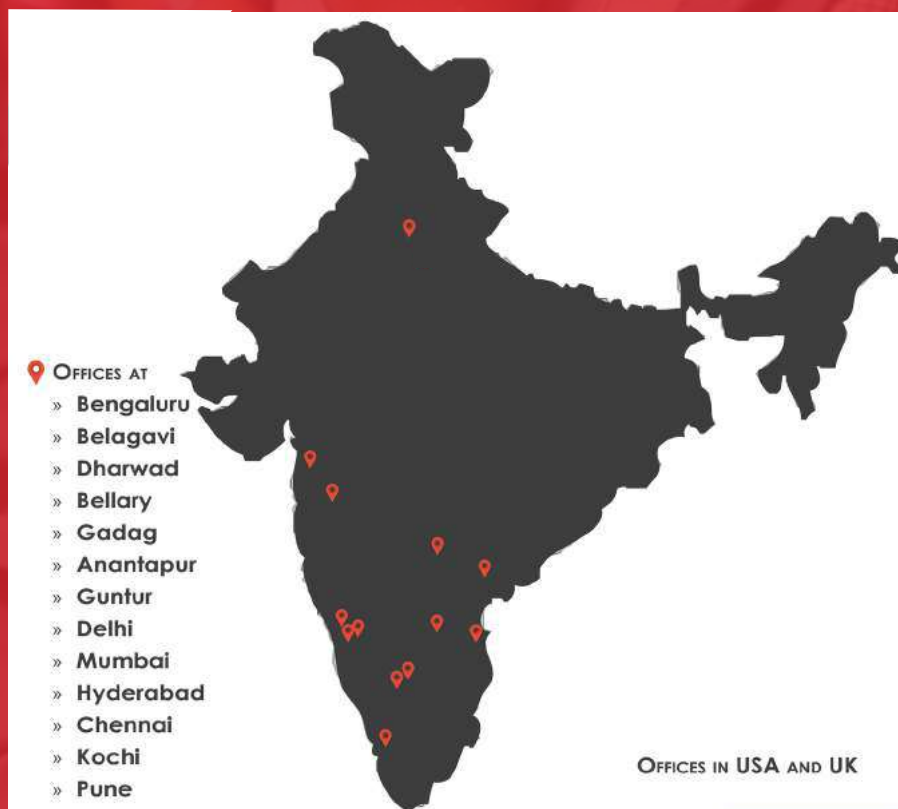 Offices at
» Bengaluru
» Belagavi
» Dharwad
» Bellary
» Gadag
» Anantapur
» Guntur
» Delhi
» Mumbai
» Hyderabad
» Chennai
» Kochi
» Pune
Offices in USA and UK